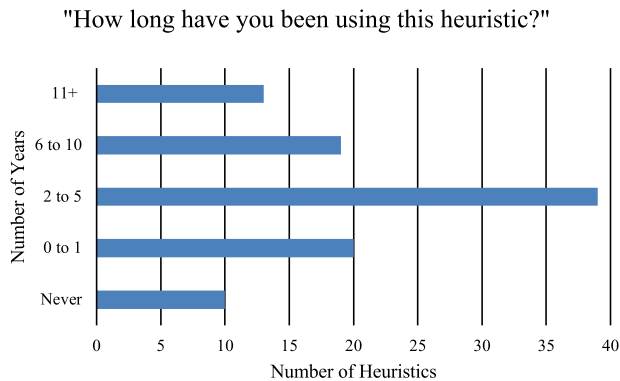 "How long have you been using this heuristic?"
Number of Years
11+
6 to 10
2 to 5
0 to 1
Never
0 5 10 15 20 25 30 35 40
Number of Heuristics